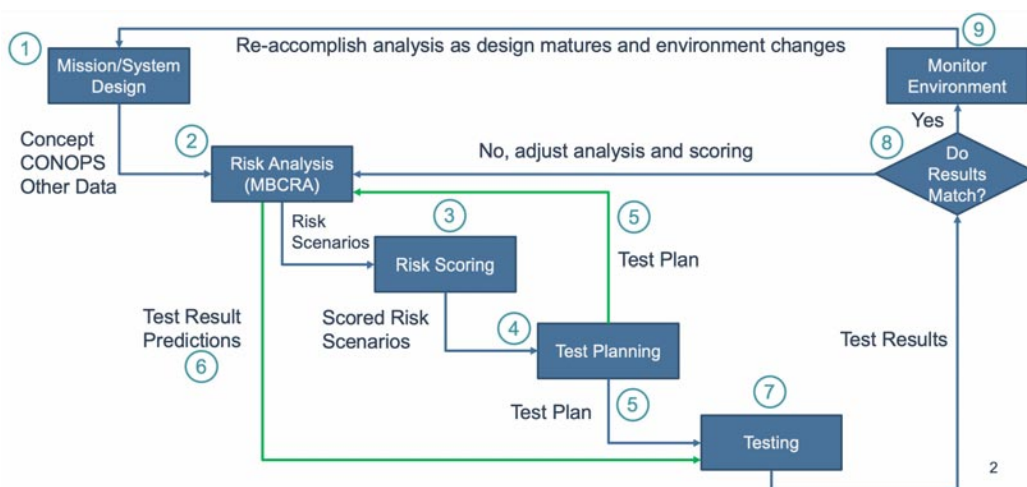 1
Mission/System
Design
Re-accomplish analysis as design matures and environment changes
9
Monitor
Environment
Concept
CONOPS
Other Data
2
Risk Analysis
(MBCRA)
No, adjust analysis and scoring
Yes
8
Do
Results
Match?
Risk
Scenarios
3
Risk Scoring
5
Test Plan
Test Result
Predictions
6
Scored Risk
Scenarios
4
Test Planning
Test Results
Test Plan
5
7
Testing
2